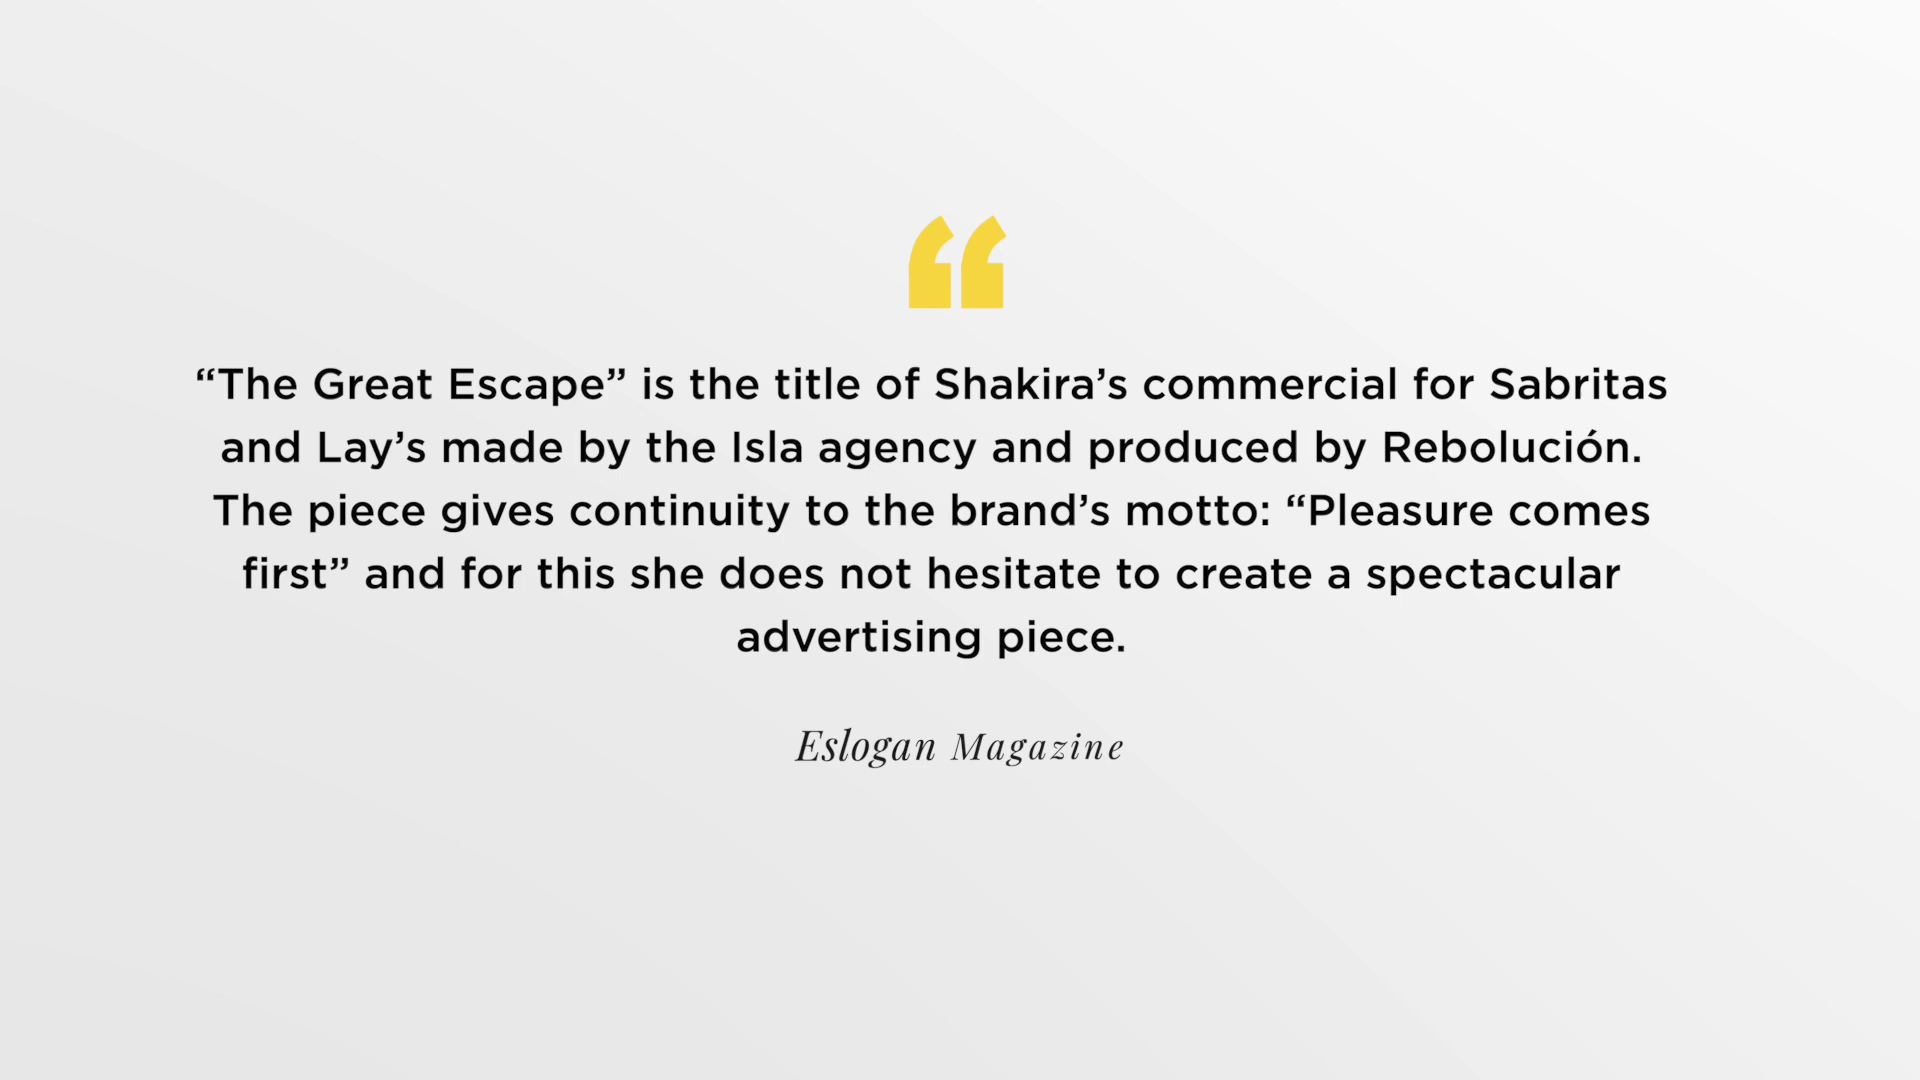 “The Great Escape” is the title of Shakira’s commercial for Sabritas
and Lay’s made by the Isla agency and produced by Rebolución.
The piece gives continuity to the brand’s motto: “Pleasure comes
first” and for this she does not hesitate to create a spectacular
advertising piece.
Eslogan Magazine